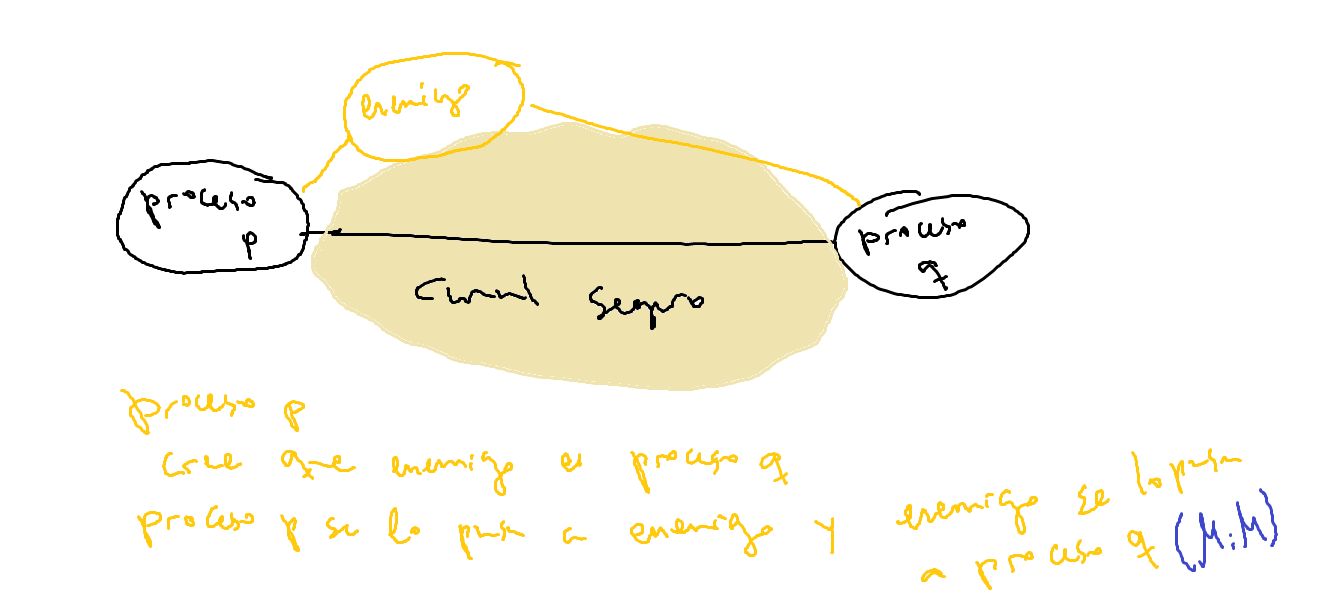 enemigo
proceso
p
proceso
q
Canal seguro
proceso p
cree que enemigo es proceso q
proceso p se lo pasa a enemigo y enemigo se lo pasa
a proceso q (M:M)